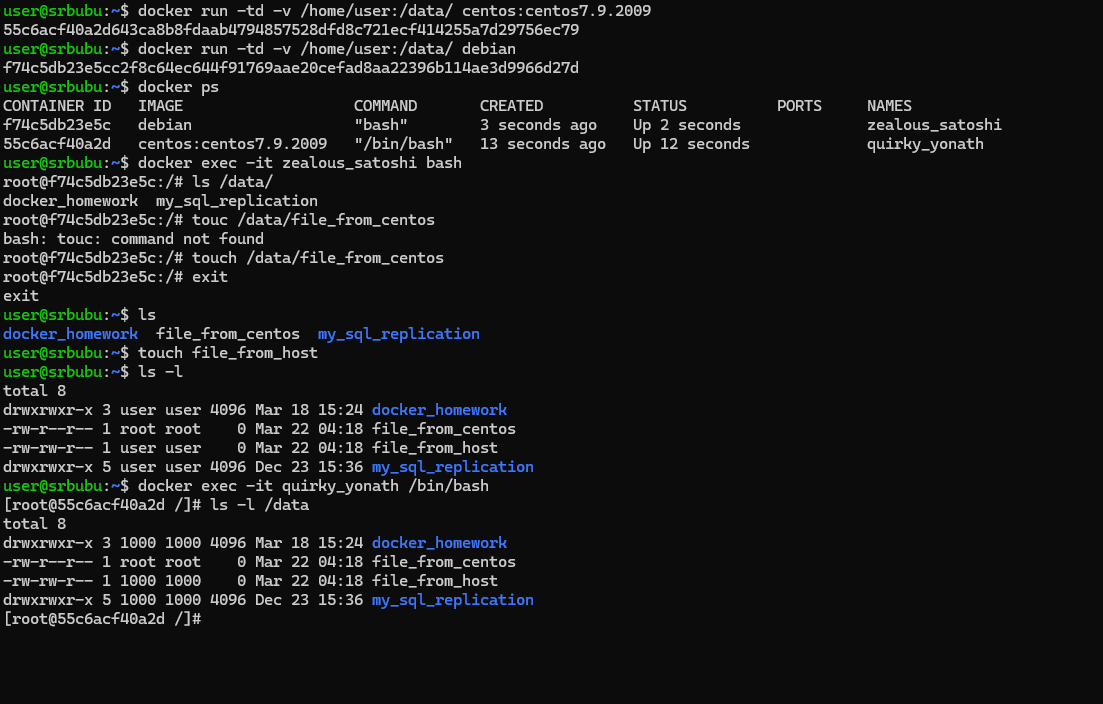 user@srbubu:~$ docker run -td -v /home/user:/data/ centos:centos7.9.2009
55c6acf40a2d643ca8b8fdaab4794857528dfd8c721ecf414255a7d29756ec79
user@srbubu:~$ docker run -td -v /home/user:/data/ debian
f74c5db23e5cc2f8c64ec644f91769aae20cefad8aa22396b114ae3d9966d27d
user@srbubu:~$ docker ps
CONTAINER ID   IMAGE                   COMMAND       CREATED          STATUS          PORTS     NAMES
f74c5db23e5c   debian                  "bash"        3 seconds ago    Up 2 seconds              zealous_satoshi
55c6acf40a2d   centos:centos7.9.2009   "/bin/bash"   13 seconds ago   Up 12 seconds             quirky_yonath
user@srbubu:~$ docker exec -it zealous_satoshi bash
root@f74c5db23e5c:/# ls /data/
docker_homework  my_sql_replication
root@f74c5db23e5c:/# touc /data/file_from_centos
bash: touc: command not found
root@f74c5db23e5c:/# touch /data/file_from_centos
root@f74c5db23e5c:/# exit
exit
user@srbubu:~$ ls
docker_homework  file_from_centos  my_sql_replication
user@srbubu:~$ touch file_from_host
user@srbubu:~$ ls -l
total 8
drwxrwxr-x 3 user user 4096 Mar 18 15:24 docker_homework
-rw-r--r-- 1 root root    0 Mar 22 04:18 file_from_centos
-rw-rw-r-- 1 user user    0 Mar 22 04:18 file_from_host
drwxrwxr-x 5 user user 4096 Dec 23 15:36 my_sql_replication
user@srbubu:~$ docker exec -it quirky_yonath /bin/bash
[root@55c6acf40a2d /]# ls -l /data
total 8
drwxrwxr-x 3 1000 1000 4096 Mar 18 15:24 docker_homework
-rw-r--r-- 1 root root    0 Mar 22 04:18 file_from_centos
-rw-rw-r-- 1 1000 1000    0 Mar 22 04:18 file_from_host
drwxrwxr-x 5 1000 1000 4096 Dec 23 15:36 my_sql_replication
[root@55c6acf40a2d /]#